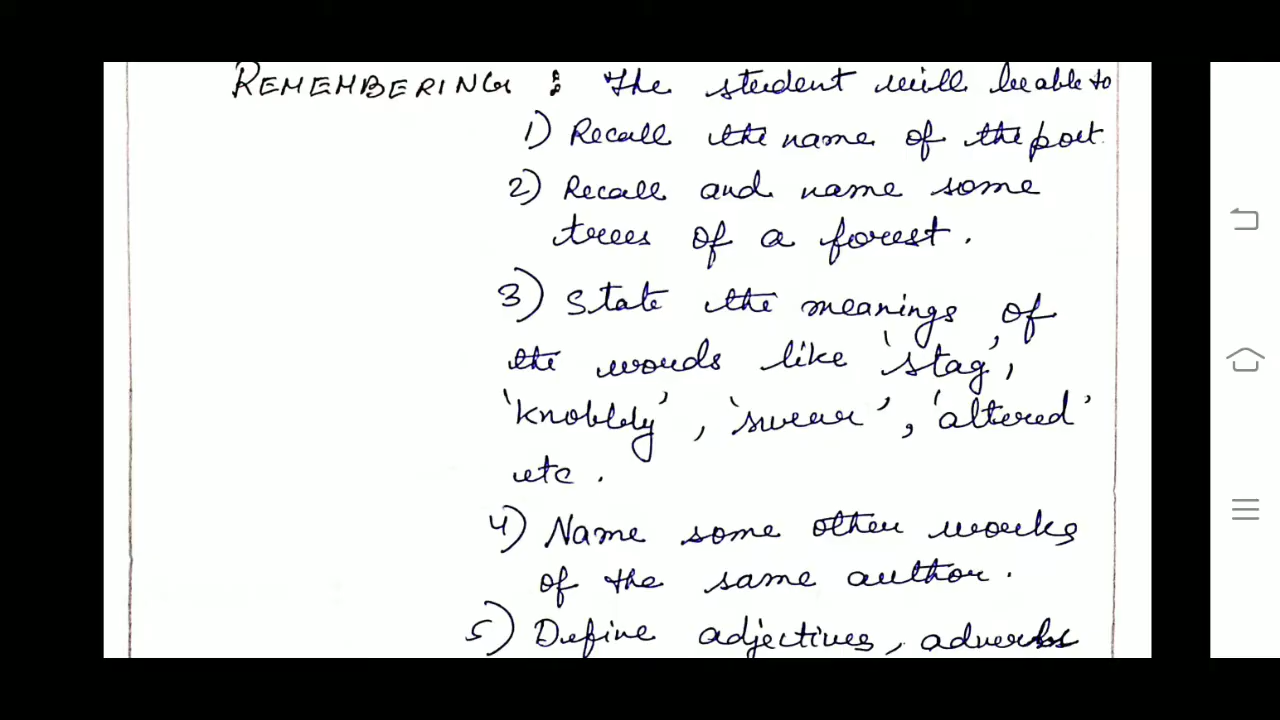 REMEMBERING : The student will be able to
1) Recall the name of the poet.
2) Recall and name some
trees of a forest.
3) State the meanings of
the words like 'stag',
'knobbly', 'swear', 'altered'
etc.
4) Name some other works
of the same author.
5) Define adjectives, adverbs